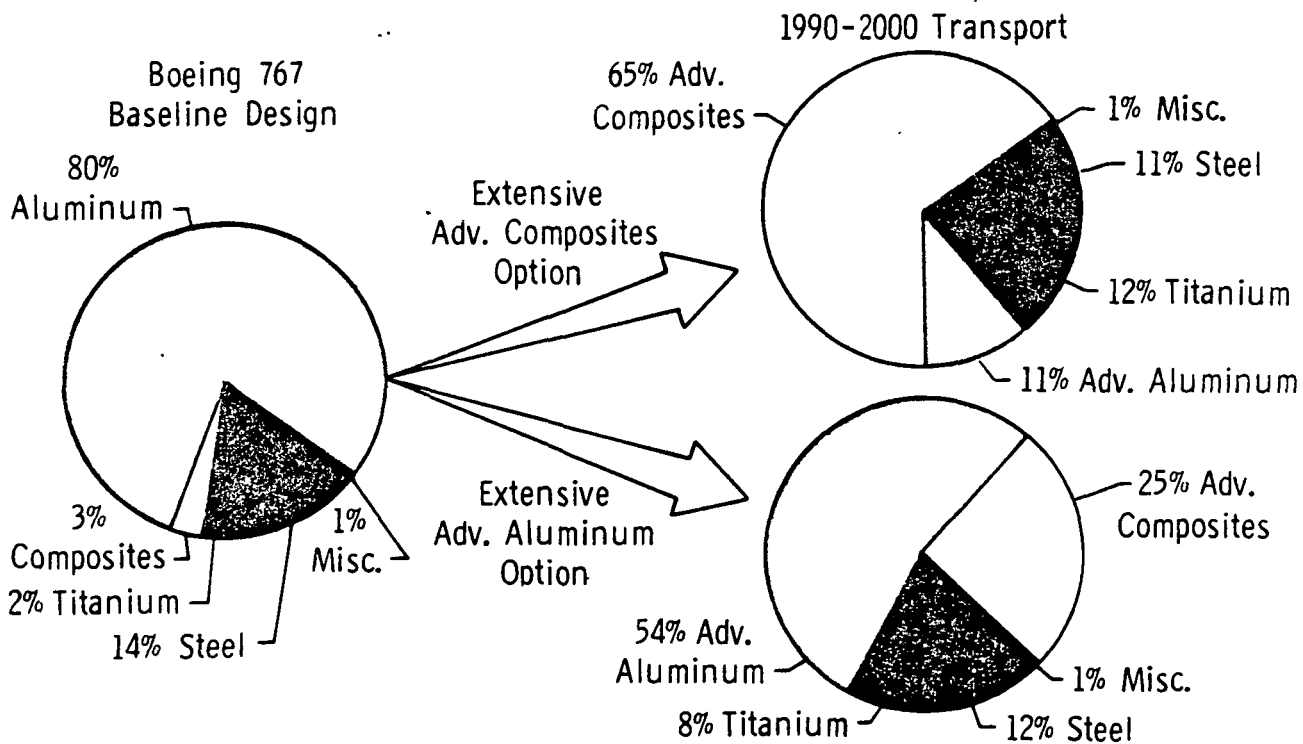 Boeing 767
Baseline Design
80%
Aluminum
3%
Composites
2% Titanium
14% Steel
1%
Misc.
Extensive
Adv. Composites
Option
Extensive
Adv. Aluminum
Option
1990-2000 Transport
65% Adv.
Composites
1% Misc.
11% Steel
12% Titanium
11% Adv. Aluminum
25% Adv.
Composites
54% Adv.
Aluminum
1% Misc.
8% Titanium
12% Steel